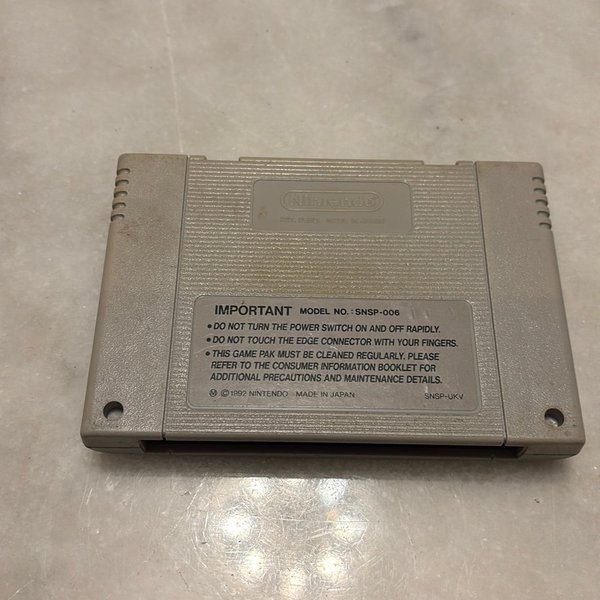 Nintendo
IMPORTANT MODEL NO.: SNSP-006
• DO NOT TURN THE POWER SWITCH ON AND OFF RAPIDLY.
• DO NOT TOUCH THE EDGE CONNECTOR WITH YOUR FINGERS.
• THIS GAME PAK MUST BE CLEANED REGULARLY. PLEASE
REFER TO THE CONSUMER INFORMATION BOOKLET FOR
ADDITIONAL PRECAUTIONS AND MAINTENANCE DETAILS.
Ⓜ © 1992 NINTENDO MADE IN JAPAN SNSP-UKV